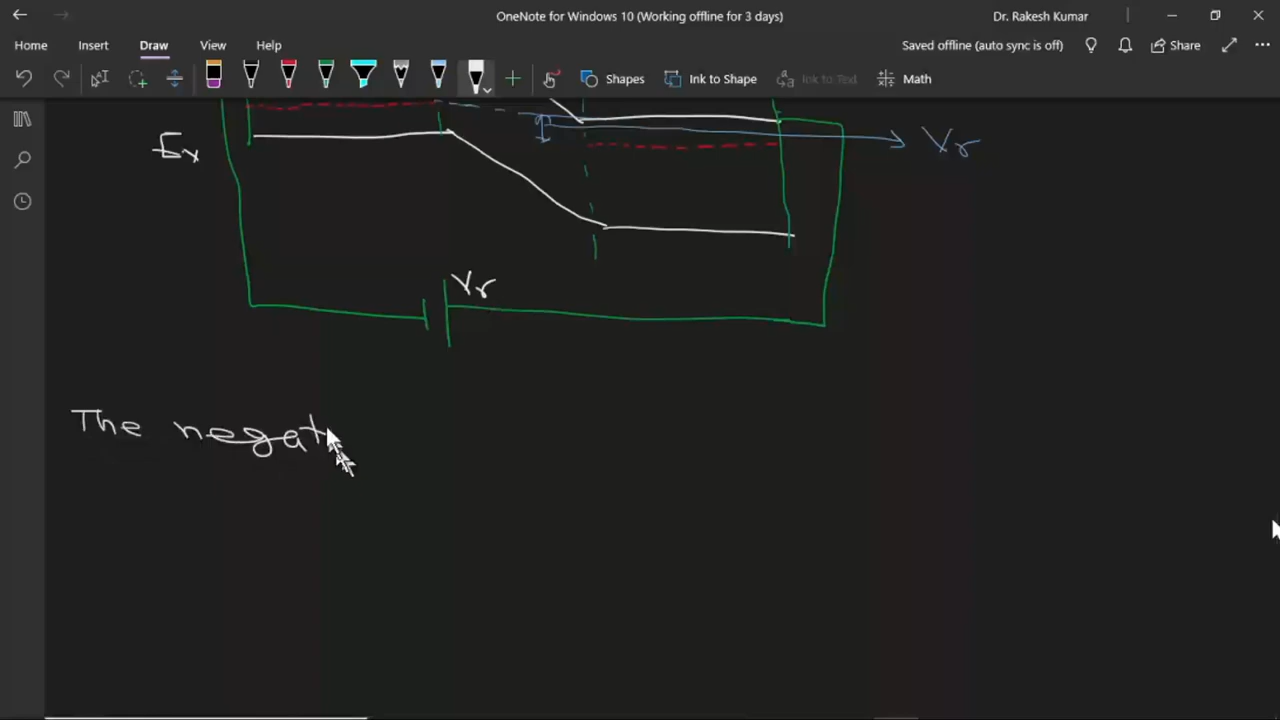 OneNote for Windows 10 (Working offline for 3 days)
Dr. Rakesh Kumar
Home Insert Draw View Help
Saved offline (auto sync is off)
Share
Shapes
Ink to Shape
Ink to Text
Math
Vr
Vr
The negat